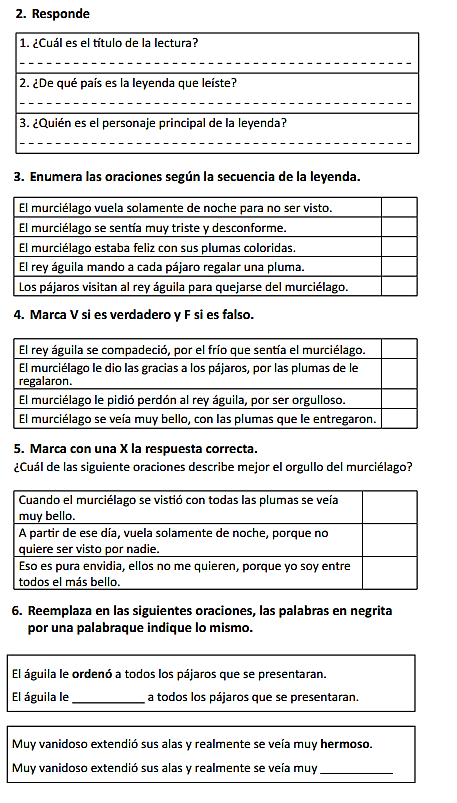 2. Responde
1. ¿Cuál es el título de la lectura?
2. ¿De qué país es la leyenda que leíste?
3. ¿Quién es el personaje principal de la leyenda?
3. Enumera las oraciones según la secuencia de la leyenda.
El murciélago vuela solamente de noche para no ser visto.
El murciélago se sentía muy triste y desconforme.
El murciélago estaba feliz con sus plumas coloridas.
El rey águila mando a cada pájaro regalar una pluma.
Los pájaros visitan al rey águila para quejarse del murciélago.
4. Marca V si es verdadero y F si es falso.
El rey águila se compadeció, por el frío que sentía el murciélago.
El murciélago le dio las gracias a los pájaros, por las plumas de le
regalaron.
El murciélago le pidió perdón al rey águila, por ser orgulloso.
El murciélago se veía muy bello, con las plumas que le entregaron.
5. Marca con una X la respuesta correcta.
¿Cuál de las siguiente oraciones describe mejor el orgullo del murciélago?
Cuando el murciélago se vistió con todas las plumas se veía
muy bello.
A partir de ese día, vuela solamente de noche, porque no
quiere ser visto por nadie.
Eso es pura envidia, ellos no me quieren, porque yo soy entre
todos el más bello.
6. Reemplaza en las siguientes oraciones, las palabras en negrita
por una palabraque indique lo mismo.
El águila le ordenó a todos los pájaros que se presentaran.
El águila le ____________ a todos los pájaros que se presentaran.
Muy vanidoso extendió sus alas y realmente se veía muy hermoso.
Muy vanidoso extendió sus alas y realmente se veía muy ____________